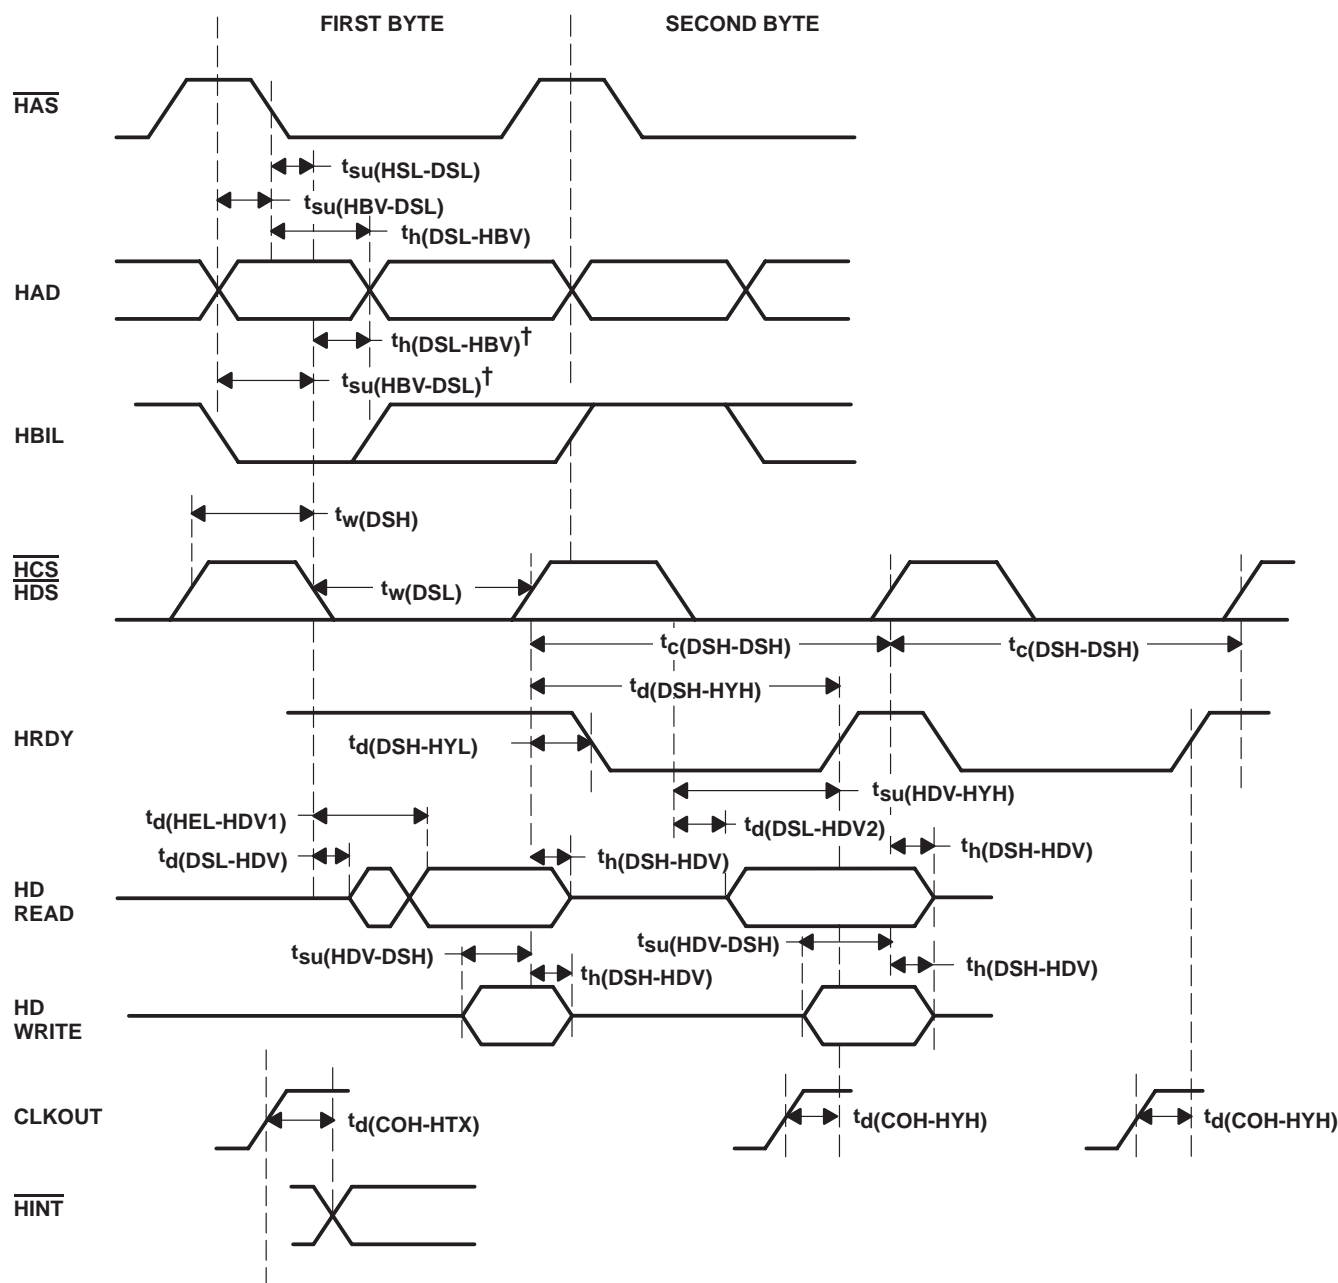 FIRST BYTE SECOND BYTE
HAS
tsu(HSL-DSL)
tsu(HBV-DSL)
th(DSL-HBV)
HAD
th(DSL-HBV)†
tsu(HBV-DSL)†
HBIL
tw(DSH)
HCS
HDS
tw(DSL)
tc(DSH-DSH) tc(DSH-DSH)
td(DSH-HYH)
HRDY
td(DSH-HYL)
tsu(HDV-HYH)
td(HEL-HDV1) td(DSL-HDV2)
td(DSL-HDV) th(DSH-HDV) th(DSH-HDV)
HD
READ
tsu(HDV-DSH) tsu(HDV-DSH)
th(DSH-HDV) th(DSH-HDV)
HD
WRITE
CLKOUT td(COH-HTX) td(COH-HYH) td(COH-HYH)
HINT